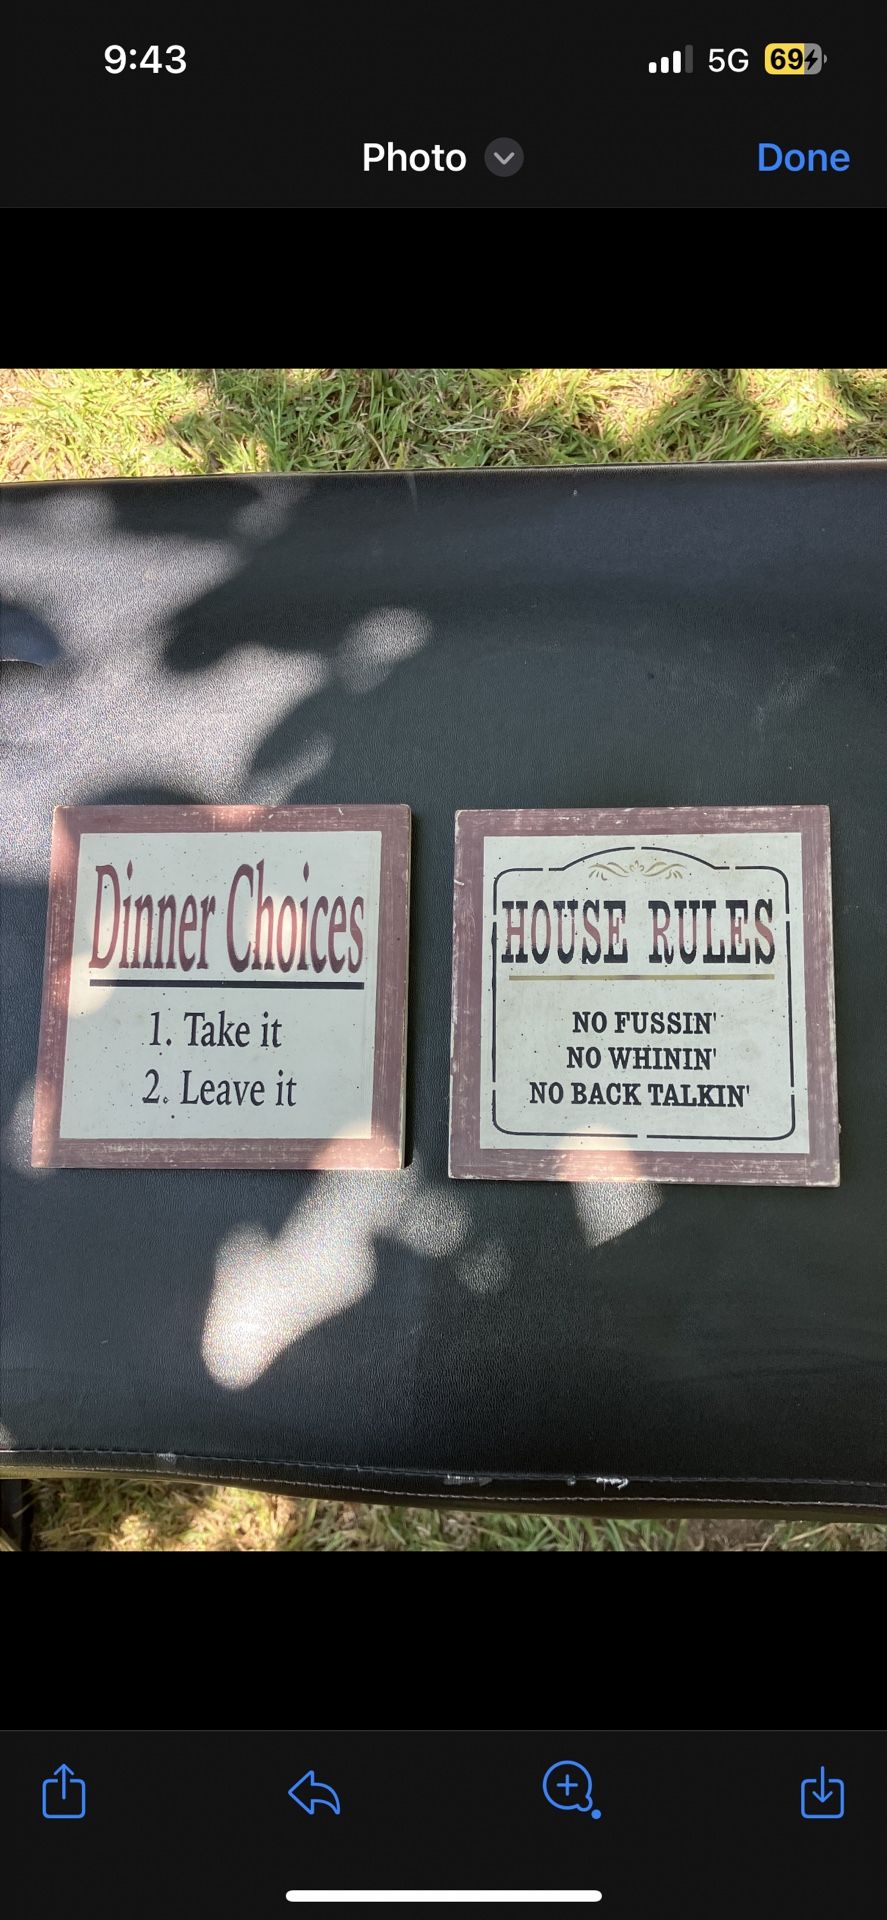 9:43
5G
69
Photo
Done
Dinner Choices
1. Take it
2. Leave it
HOUSE RULES
NO FUSSIN'
NO WHININ'
NO BACK TALKIN'